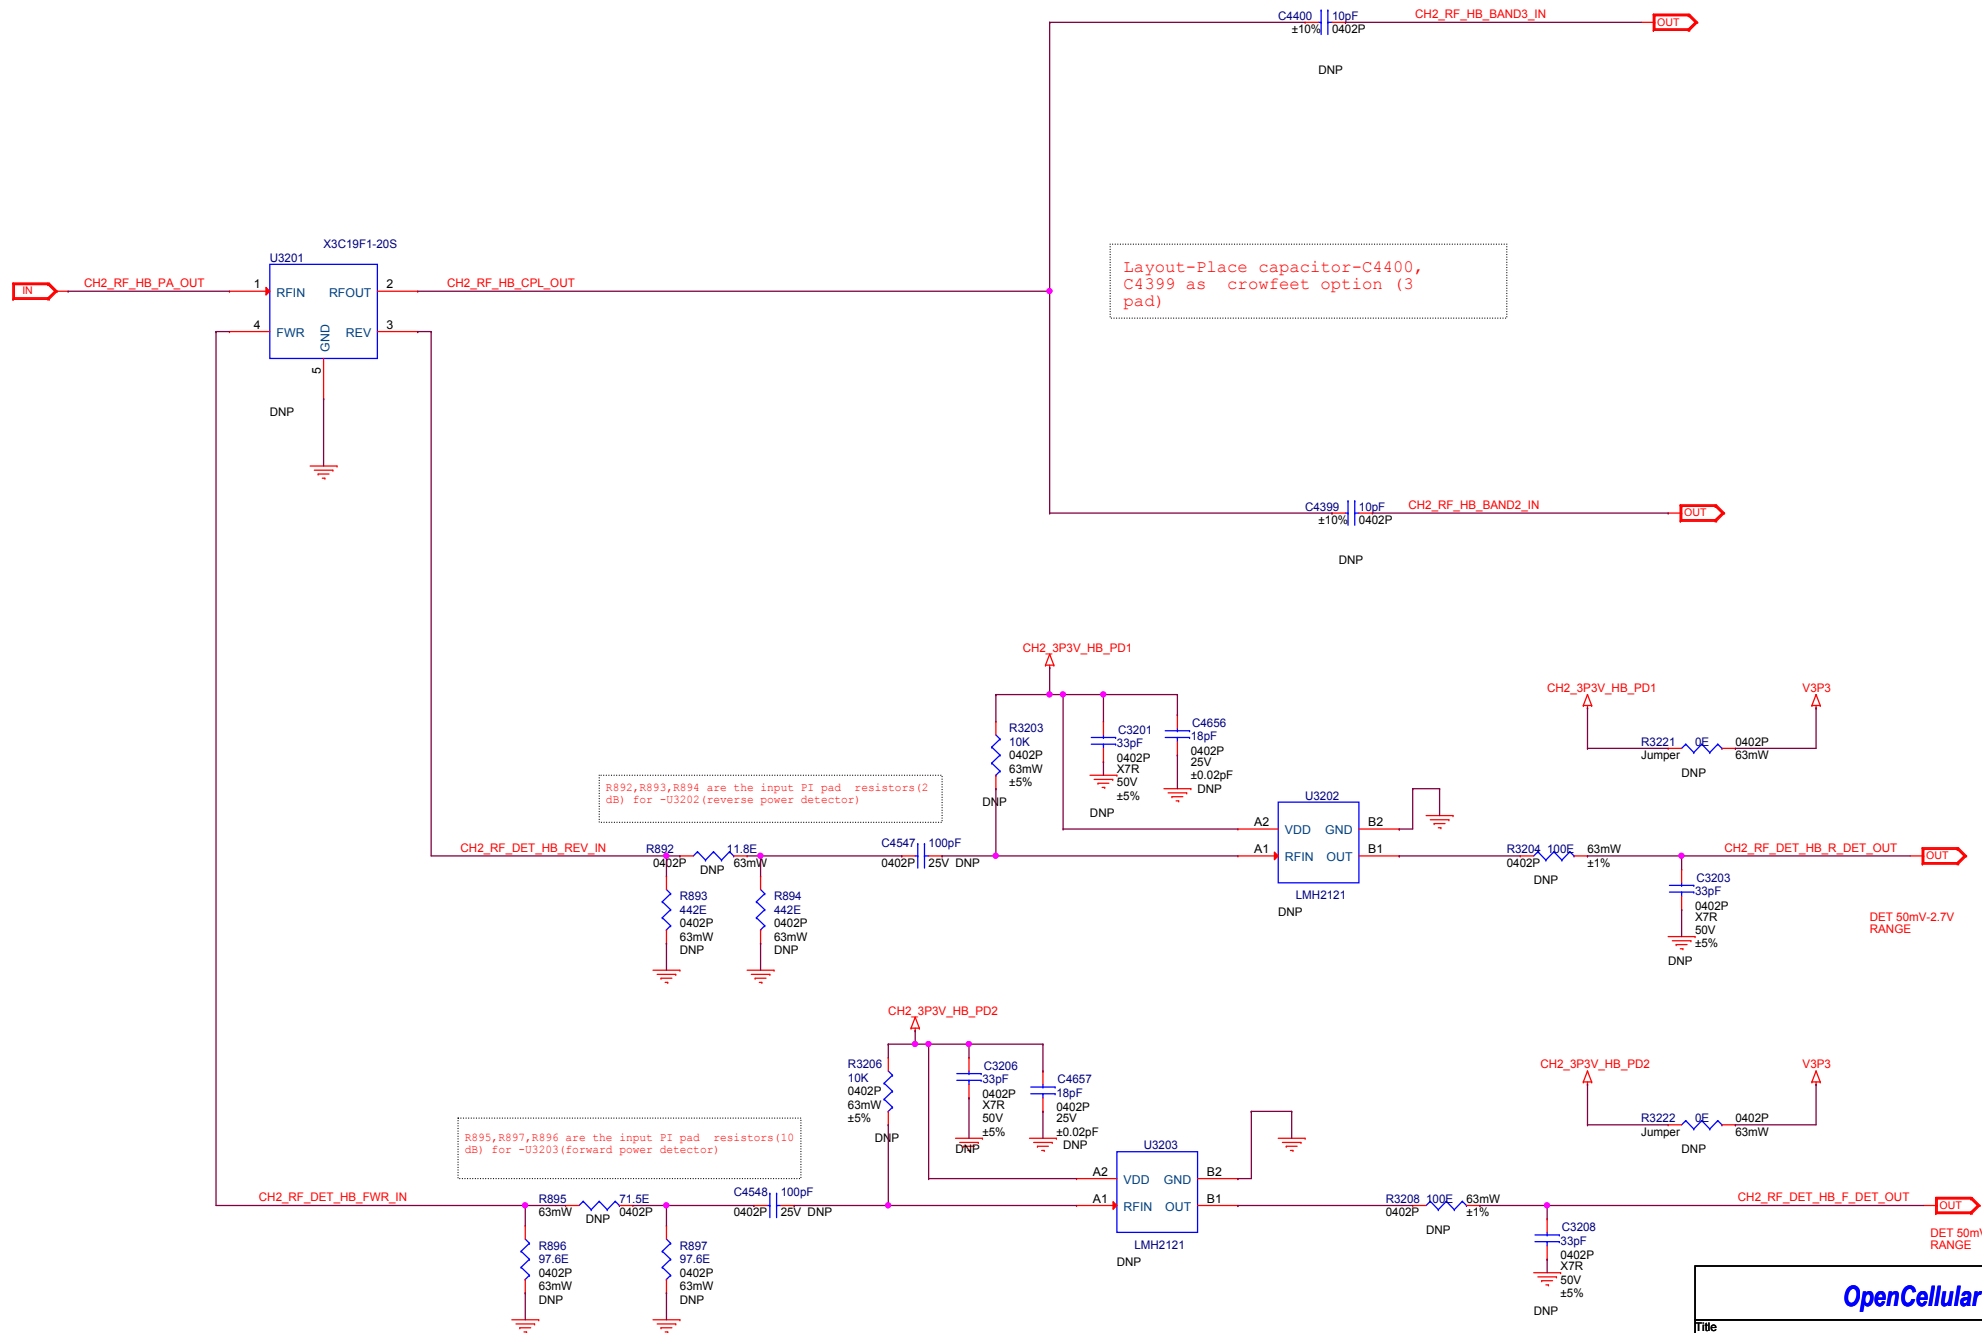 C4400 10pF CH2_RF_HB_BAND3_IN
±10% 0402P
OUT
DNP
X3C19F1-20S
U3201
IN
CH2_RF_HB_PA_OUT
1 RFIN RFOUT 2
CH2_RF_HB_CPL_OUT
4 FWR GND REV 3
5
DNP
Layout-Place capacitor-C4400,
C4399 as crowfeet option (3
pad)
C4399 10pF CH2_RF_HB_BAND2_IN
±10% 0402P
OUT
DNP
CH2_3P3V_HB_PD1
R3203
10K
0402P
63mW
±5%
DNP
C3201
33pF
0402P
X7R
50V
±5%
DNP
C4656
18pF
0402P
25V
±0.02pF
DNP
CH2_3P3V_HB_PD1
V3P3
R3221 0E 0402P
Jumper 63mW
DNP
R892,R893,R894 are the input PI pad resistors(2
dB) for -U3202(reverse power detector)
CH2_RF_DET_HB_REV_IN
R892 11.8E
0402P DNP 63mW
R893
442E
0402P
63mW
DNP
R894
442E
0402P
63mW
DNP
C4547 100pF
0402P 25V DNP
U3202
A2 VDD GND B2
A1 RFIN OUT B1
LMH2121
DNP
R3204 100E 63mW
0402P ±1%
DNP
CH2_RF_DET_HB_R_DET_OUT
OUT
C3203
33pF
0402P
X7R
50V
±5%
DNP
DET 50mV-2.7V
RANGE
CH2_3P3V_HB_PD2
R3206
10K
0402P
63mW
±5%
DNP
C3206
33pF
0402P
X7R
50V
±5%
DNP
C4657
18pF
0402P
25V
±0.02pF
DNP
CH2_3P3V_HB_PD2
V3P3
R3222 0E 0402P
Jumper 63mW
DNP
R895,R897,R896 are the input PI pad resistors(10
dB) for -U3203(forward power detector)
CH2_RF_DET_HB_FWR_IN
R895 71.5E
63mW DNP 0402P
R896
97.6E
0402P
63mW
DNP
R897
97.6E
0402P
63mW
DNP
C4548 100pF
0402P 25V DNP
U3203
A2 VDD GND B2
A1 RFIN OUT B1
LMH2121
DNP
R3208 100E 63mW
0402P ±1%
DNP
CH2_RF_DET_HB_F_DET_OUT
OUT
C3208
33pF
0402P
X7R
50V
±5%
DNP
DET 50m
RANGE
OpenCellular
Title